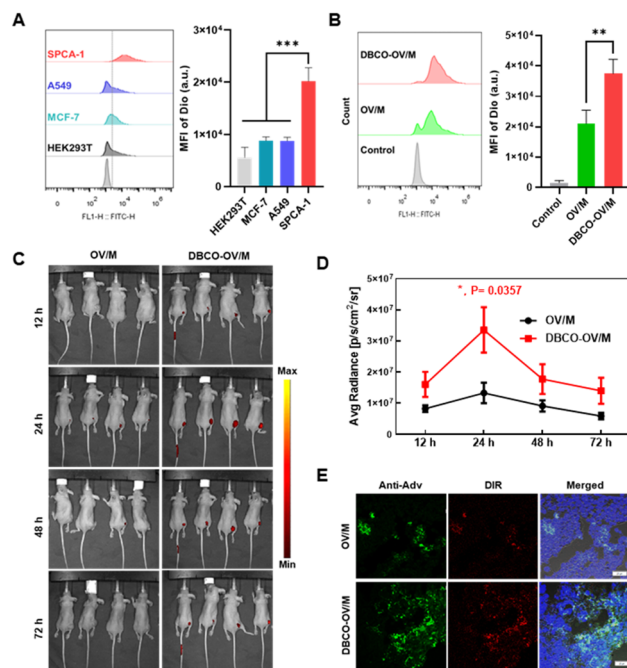 A
SPCA-1
A549
MCF-7
HEK293T
FL1-H :: FITC-H
MFI of Dio (a.u.)
3×10⁴
2×10⁴
1×10⁴
0
***
HEK293T
MCF-7
A549
SPCA-1
B
Count
DBCO-OV/M
OV/M
Control
FL1-H :: FITC-H
MFI of Dio (a.u.)
5×10⁴
4×10⁴
3×10⁴
2×10⁴
1×10⁴
0
**
Control
OV/M
DBCO-OV/M
C
OV/M
DBCO-OV/M
12 h
24 h
48 h
72 h
Max
Min
D
Avg Radiance [p/s/cm²/sr]
5×10⁷
4×10⁷
3×10⁷
2×10⁷
1×10⁷
0
*, P= 0.0357
OV/M
DBCO-OV/M
12 h
24 h
48 h
72 h
E
Anti-Adv
DIR
Merged
OV/M
DBCO-OV/M